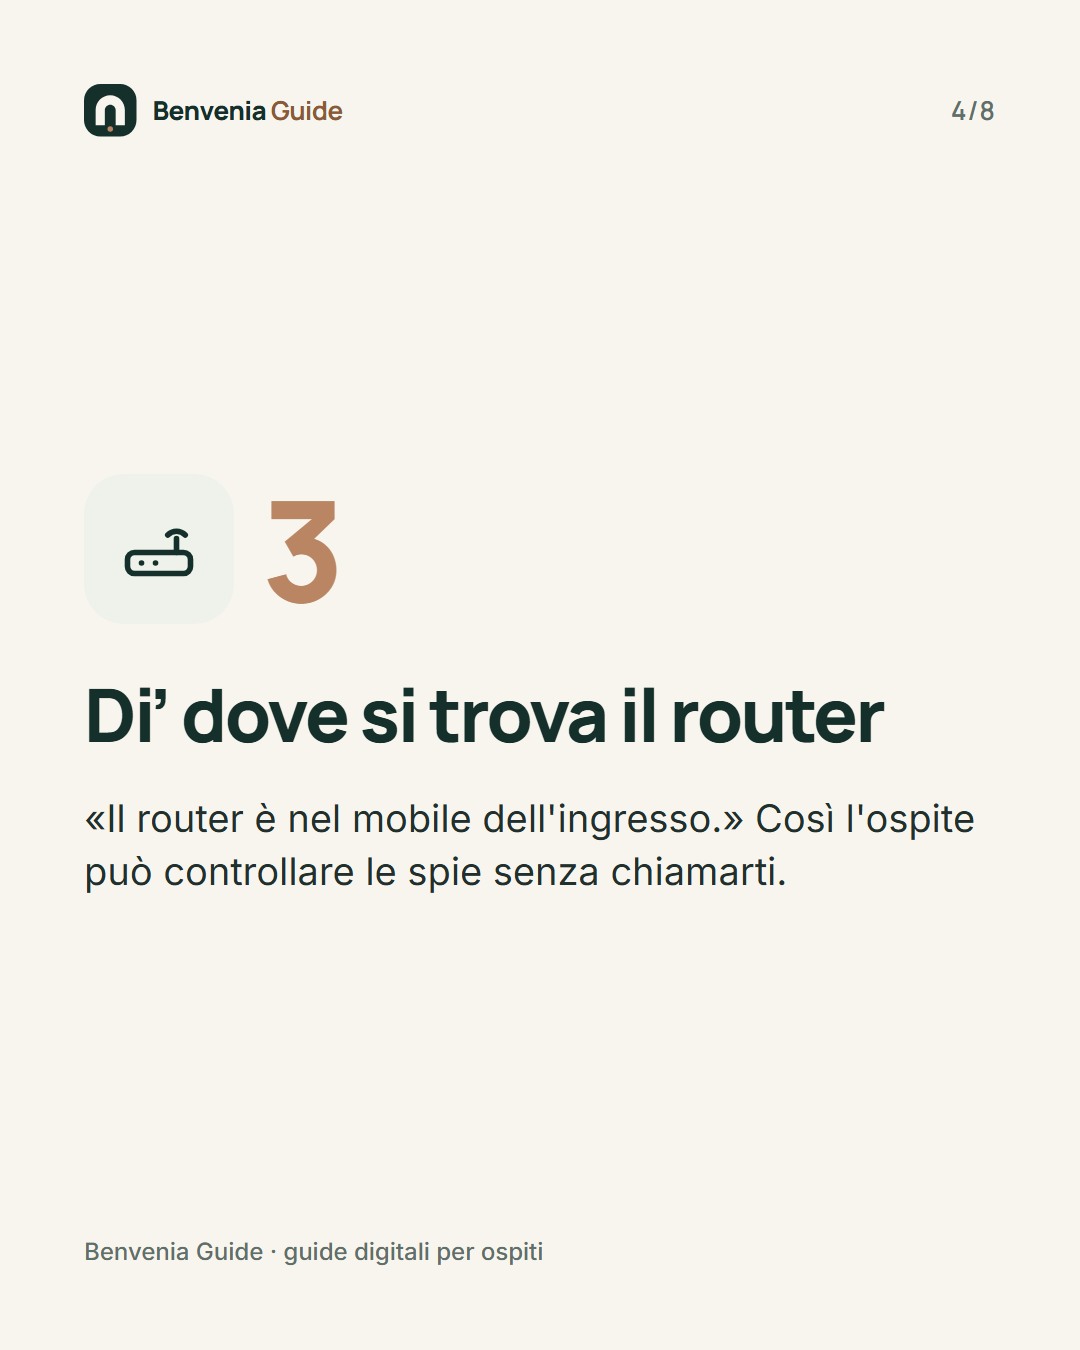 Benvenia Guide
4/8
3
Di’ dove si trova il router
«Il router è nel mobile dell'ingresso.» Così l'ospite
può controllare le spie senza chiamarti.
Benvenia Guide · guide digitali per ospiti